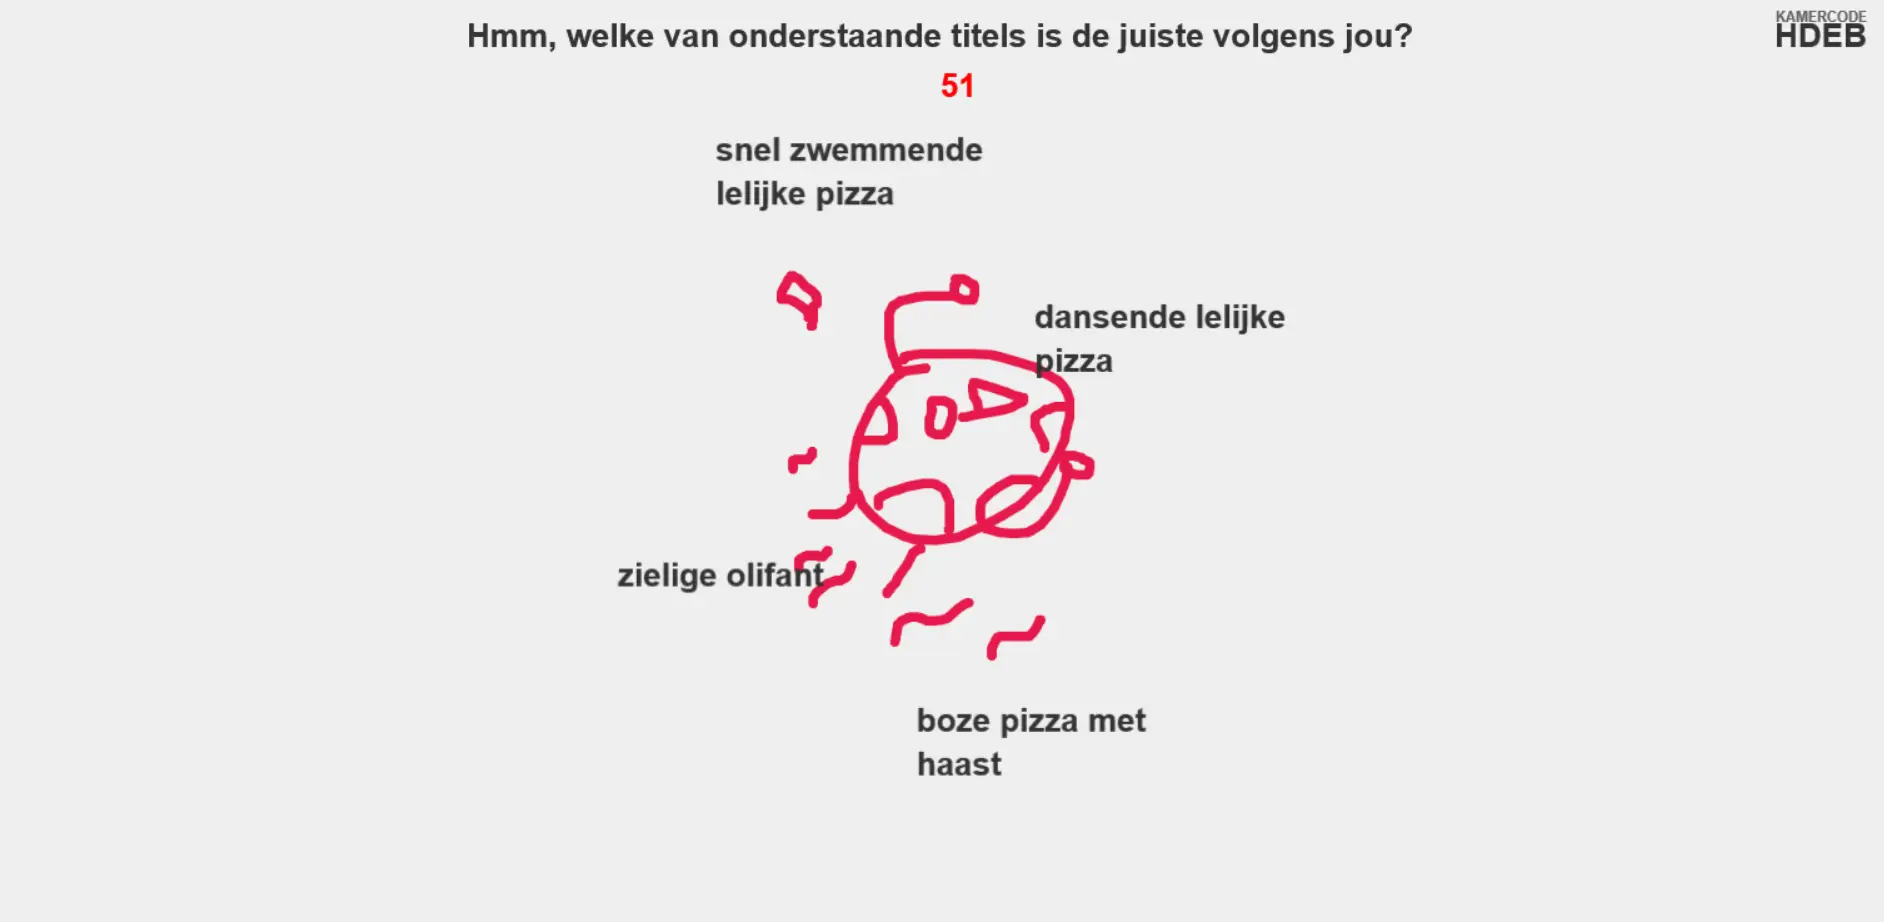 Hmm, welke van onderstaande titels is de juiste volgens jou?
KAMERCODE
HDEB
51
snel zwemmende
lelijke pizza
dansende lelijke
pizza
zielige olifant
boze pizza met
haast